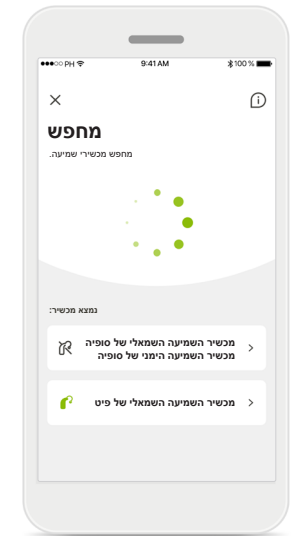 PH 9:41 AM 100 %
מחפש
מחפש מכשירי שמיעה.
נמצא מכשיר:
מכשיר השמיעה השמאלי של סופיה
מכשיר השמיעה הימני של סופיה
מכשיר השמיעה השמאלי של פיט